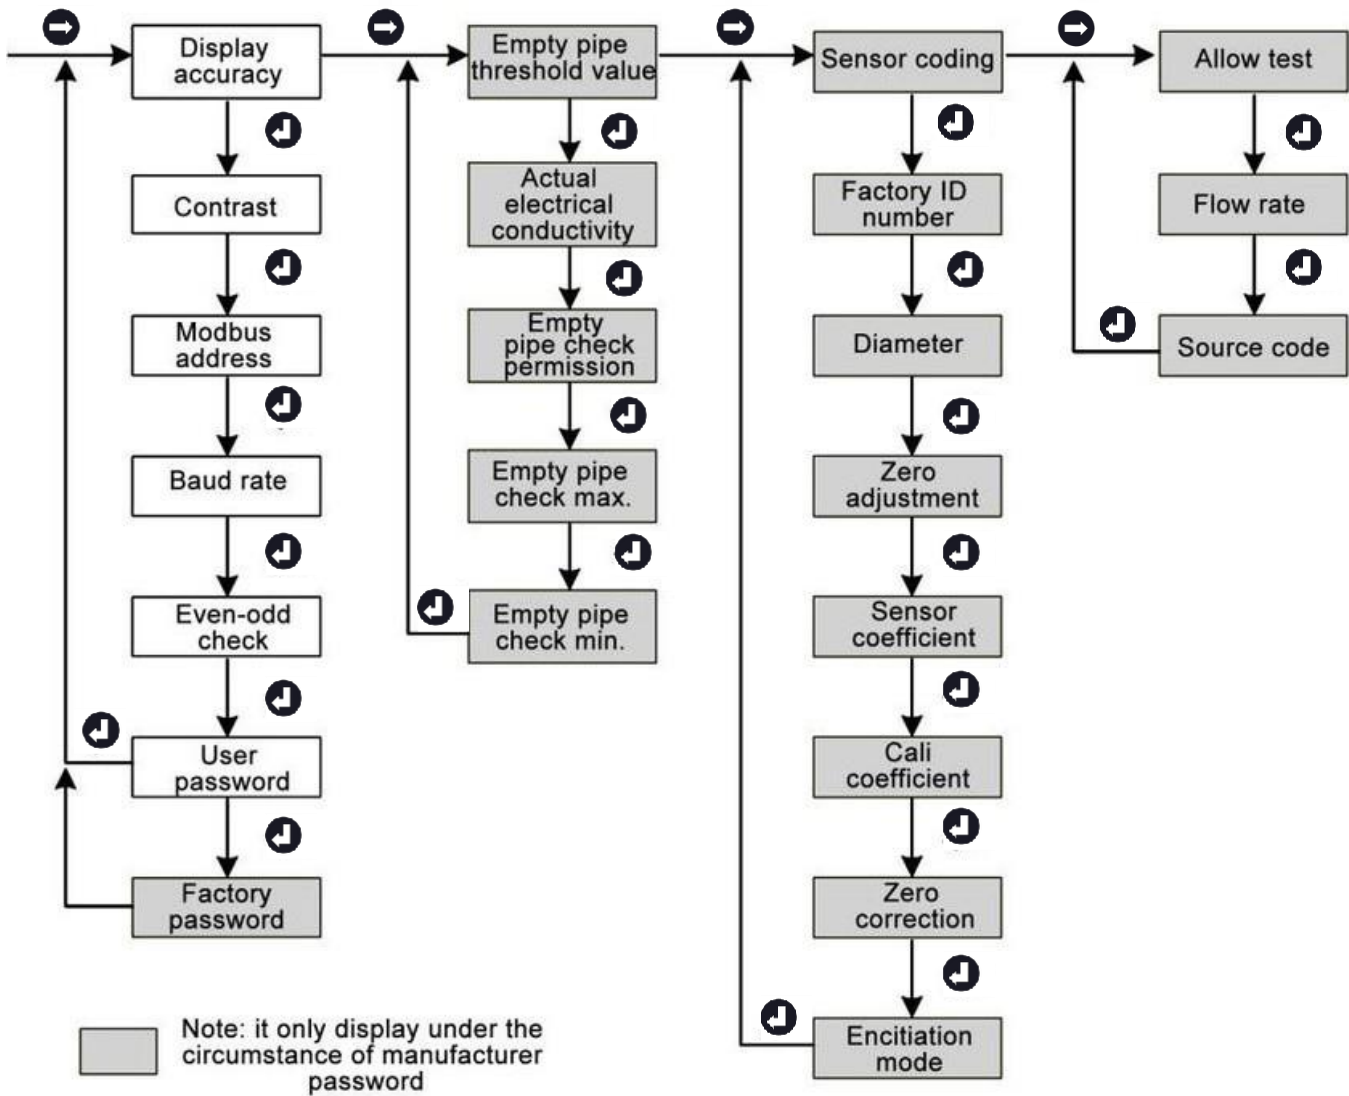 Display
accuracy
Contrast
Modbus
address
Baud rate
Even-odd
check
User
password
Factory
password
Empty pipe
threshold value
Actual
electrical
conductivity
Empty
pipe check
permission
Empty pipe
check max.
Empty pipe
check min.
Sensor coding
Factory ID
number
Diameter
Zero
adjustment
Sensor
coefficient
Cali
coefficient
Zero
correction
Encitiation
mode
Allow test
Flow rate
Source code
Note: it only display under the
circumstance of manufacturer
password